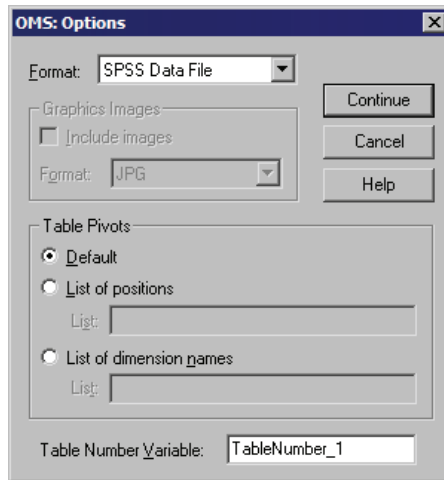 OMS: Options
Format: SPSS Data File
Continue
Graphics Images
Include images
Cancel
Format: JPG
Help
Table Pivots
Default
List of positions
List:
List of dimension names
List:
Table Number Variable: TableNumber_1